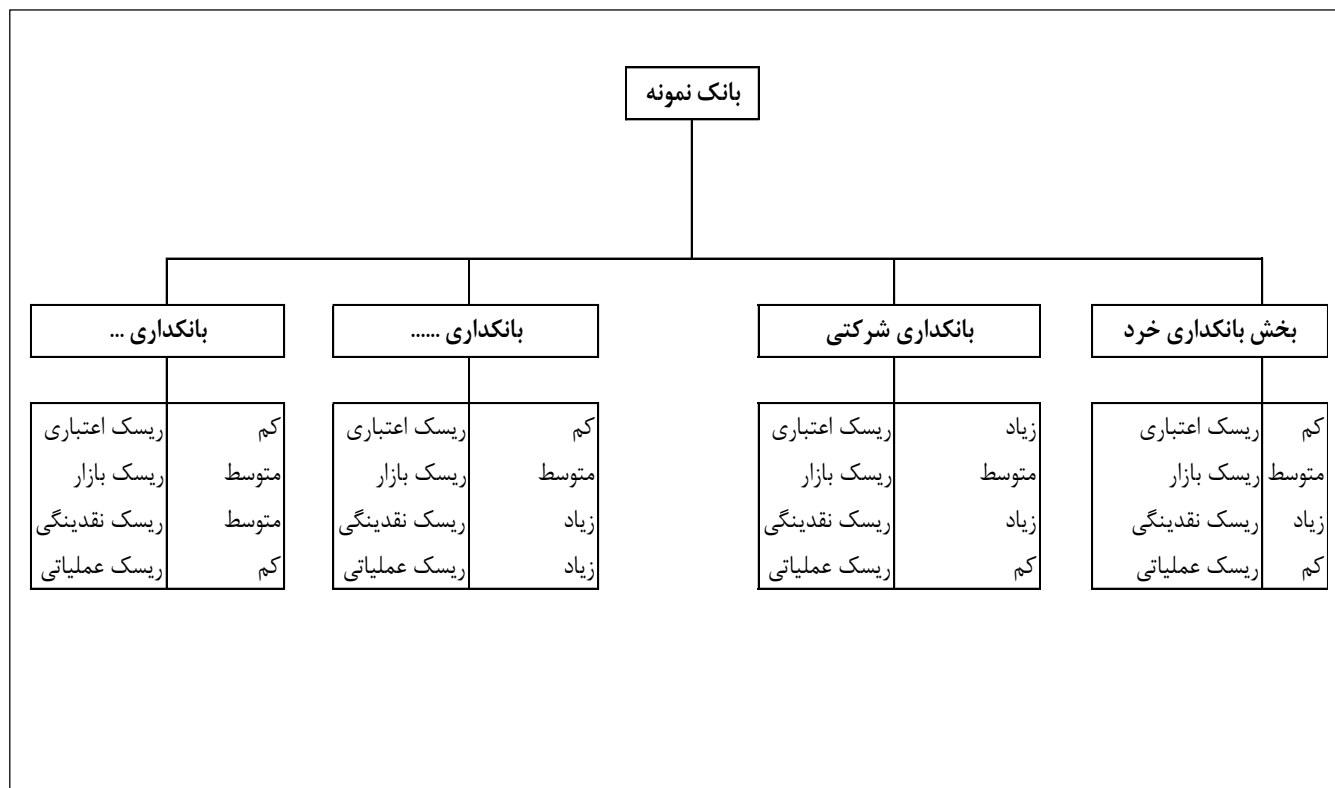 بانک نمونه
بخش بانکداری خرد
بانکداری شرکتی
بانکداری ......
بانکداری ...
کم ریسک اعتباری
متوسط ریسک بازار
زیاد ریسک نقدینگی
کم ریسک عملیاتی
زیاد ریسک اعتباری
متوسط ریسک بازار
زیاد ریسک نقدینگی
کم ریسک عملیاتی
کم ریسک اعتباری
متوسط ریسک بازار
زیاد ریسک نقدینگی
زیاد ریسک عملیاتی
کم ریسک اعتباری
متوسط ریسک بازار
متوسط ریسک نقدینگی
کم ریسک عملیاتی